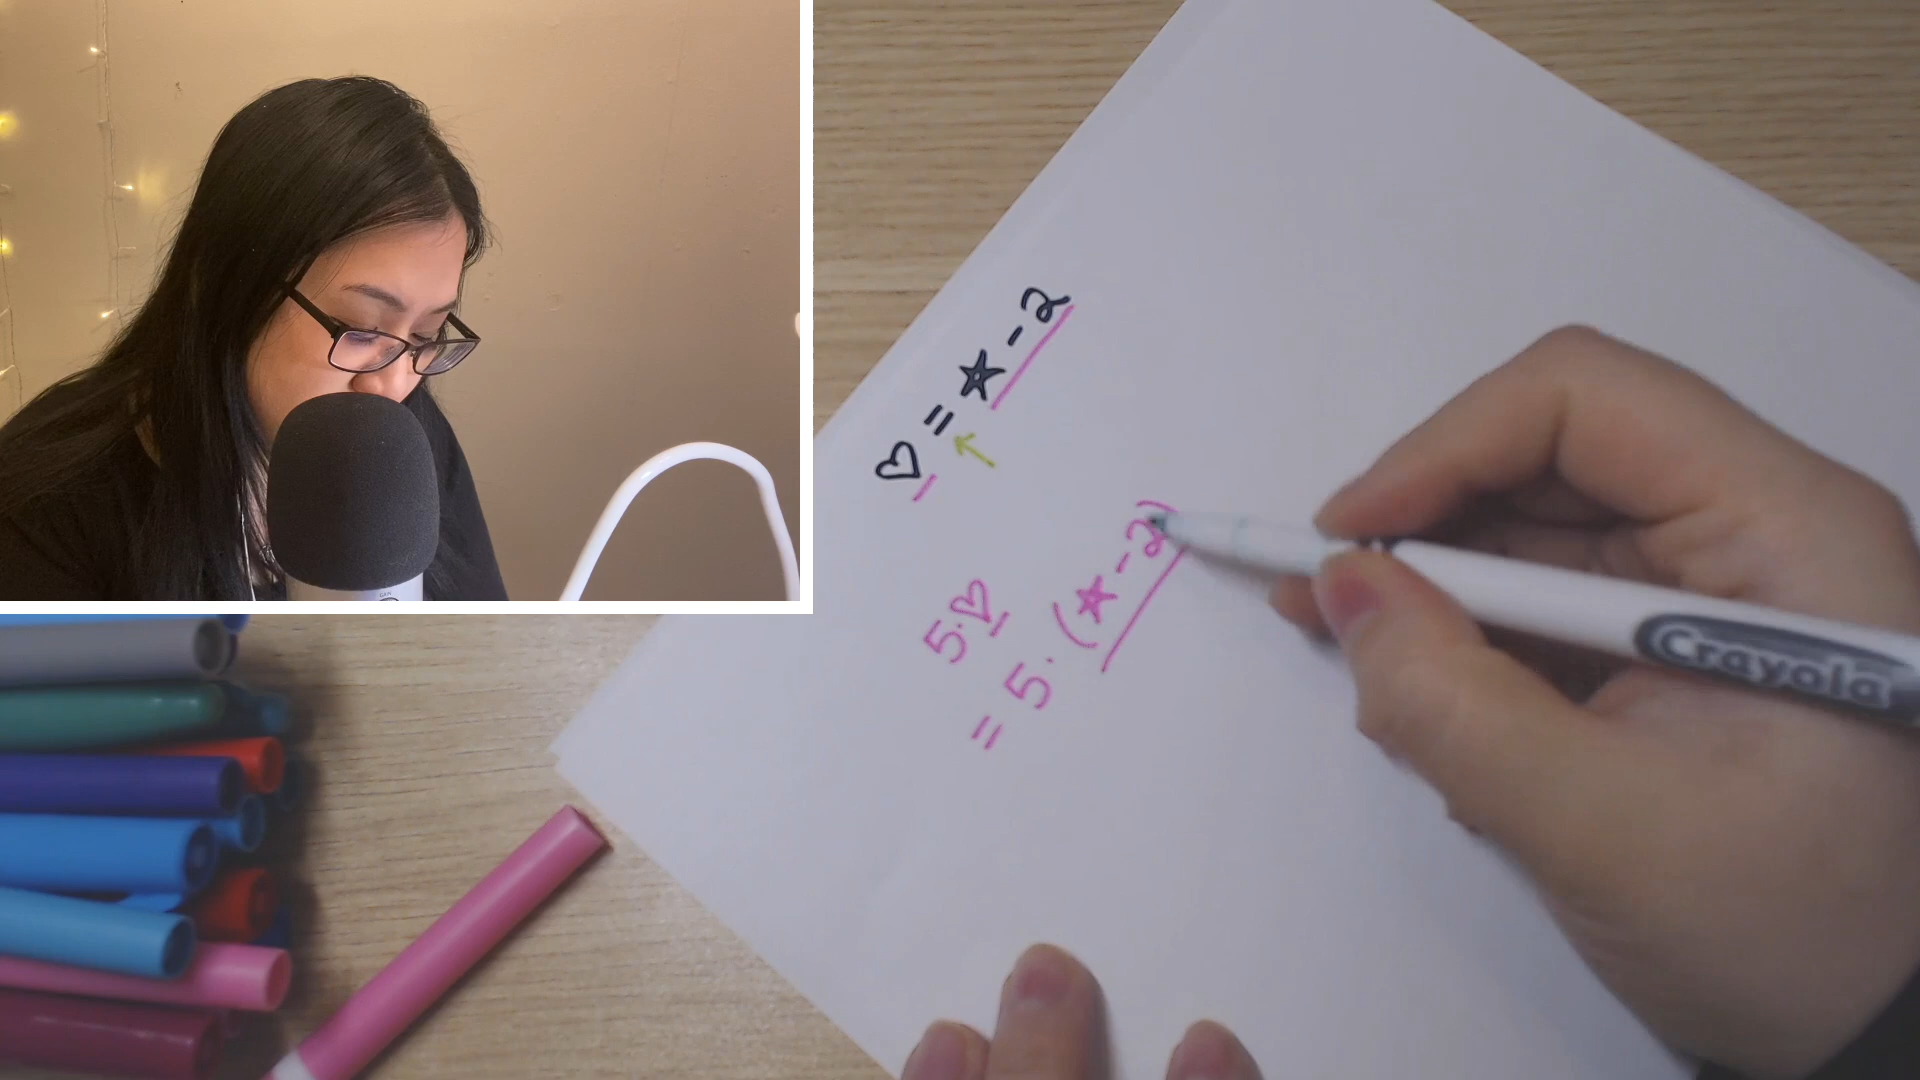 ♡ = ★ - 2
↑
5·♡
= 5·(★ - 2)
Crayola